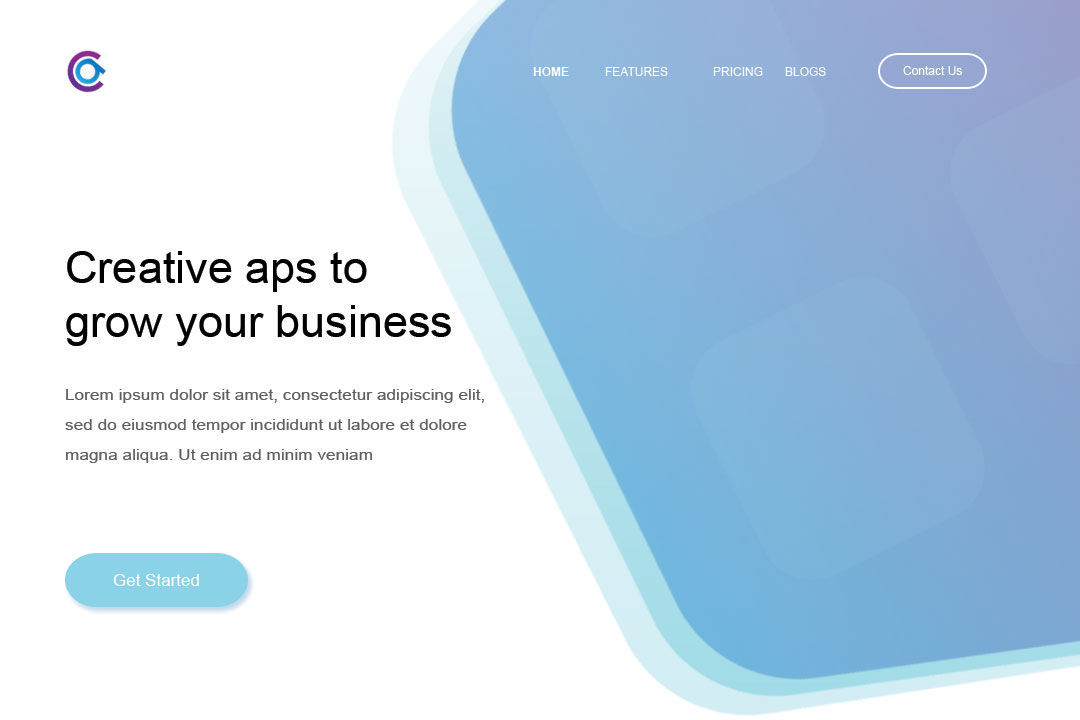 HOME FEATURES PRICING BLOGS Contact Us
Creative aps to
grow your business
Lorem ipsum dolor sit amet, consectetur adipiscing elit,
sed do eiusmod tempor incididunt ut labore et dolore
magna aliqua. Ut enim ad minim veniam
Get Started